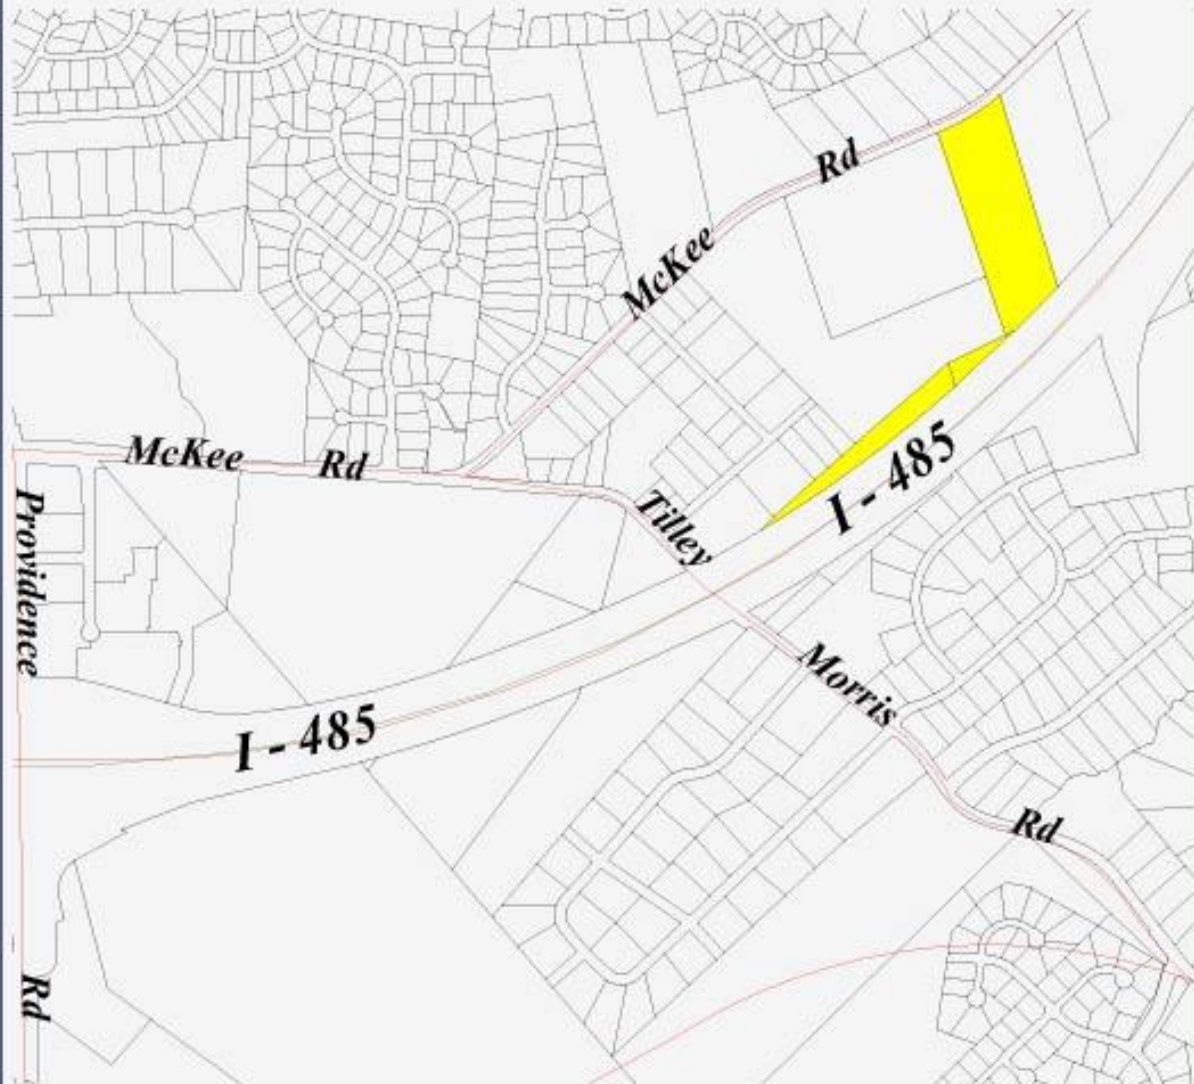 Rd
McKee
McKee Rd
Tilley
I - 485
Providence
Morris
I - 485
Rd
Rd